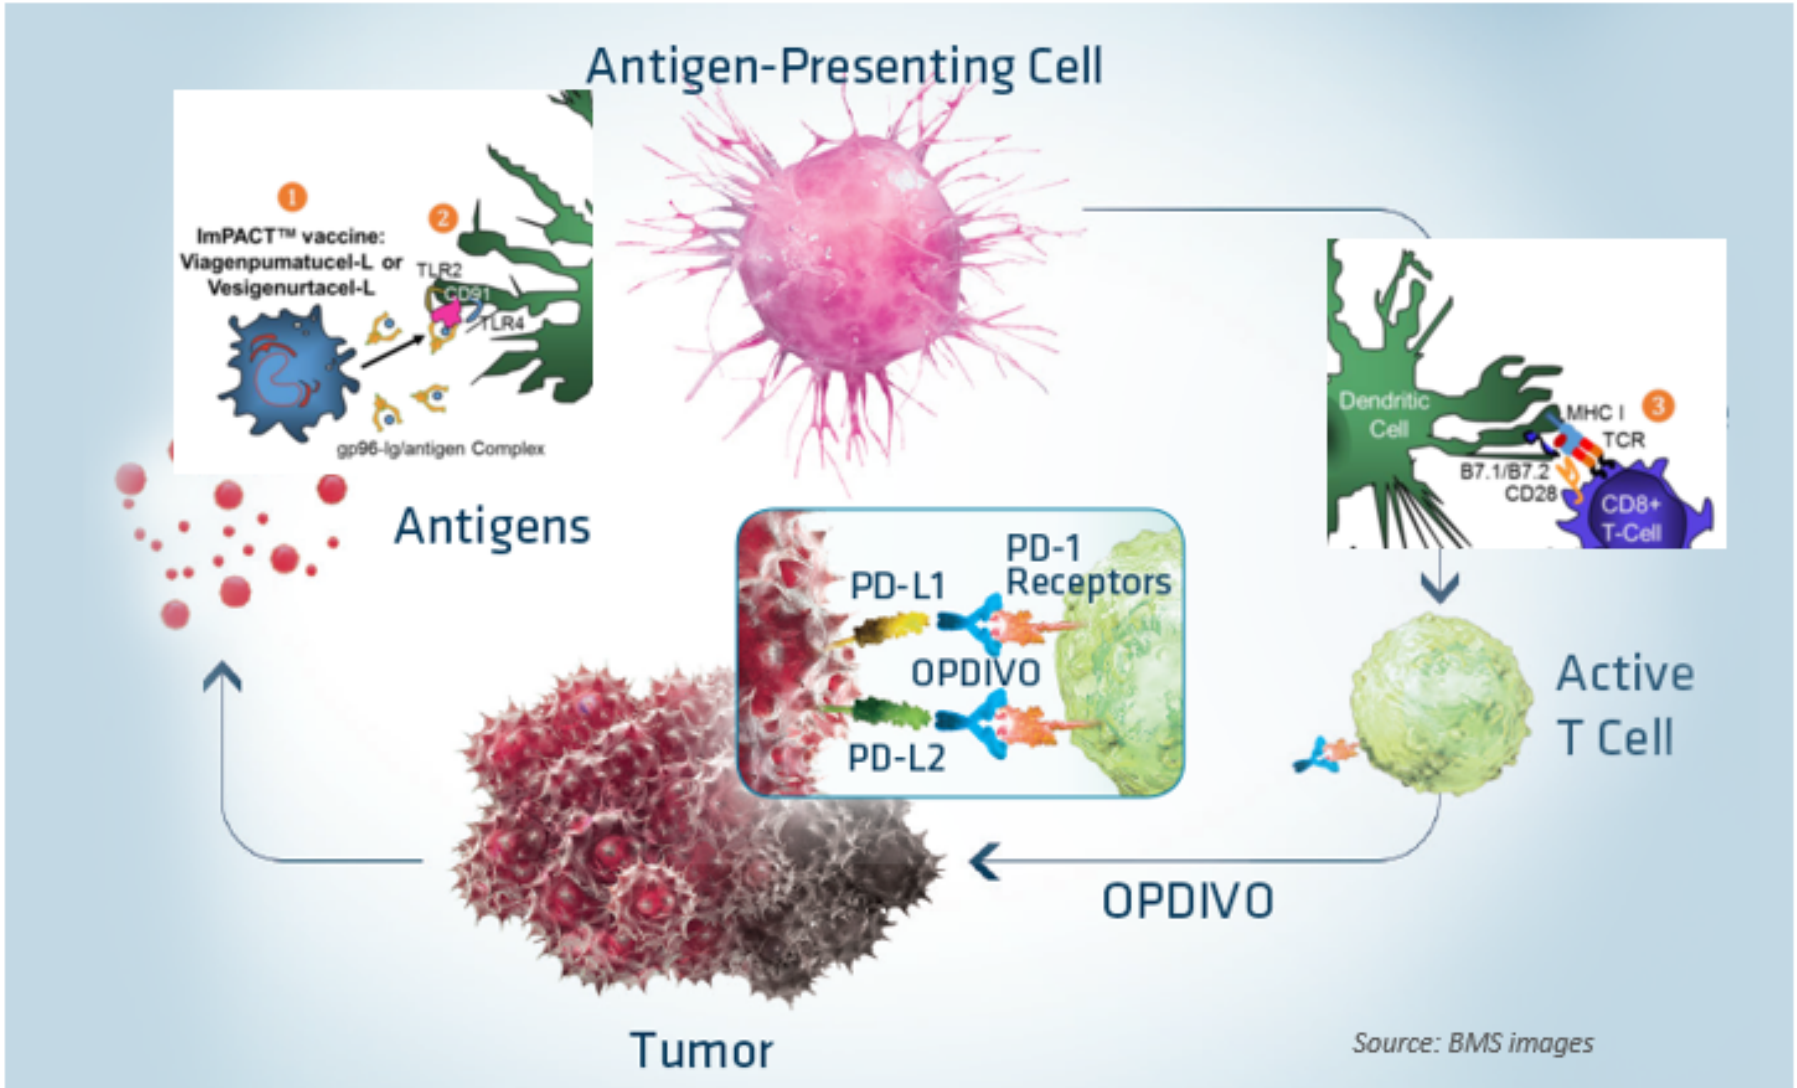 Antigen-Presenting Cell
1
ImPACT™ vaccine:
Viagenpumatucel-L or
Vesigenurtacel-L
2
TLR2
CD91
TLR4
gp96-Ig/antigen Complex
Dendritic
Cell
MHC I
3
TCR
B7.1/B7.2
CD28
CD8+
T-Cell
Antigens
PD-1
Receptors
PD-L1
OPDIVO
PD-L2
Active
T Cell
OPDIVO
Tumor
Source: BMS images